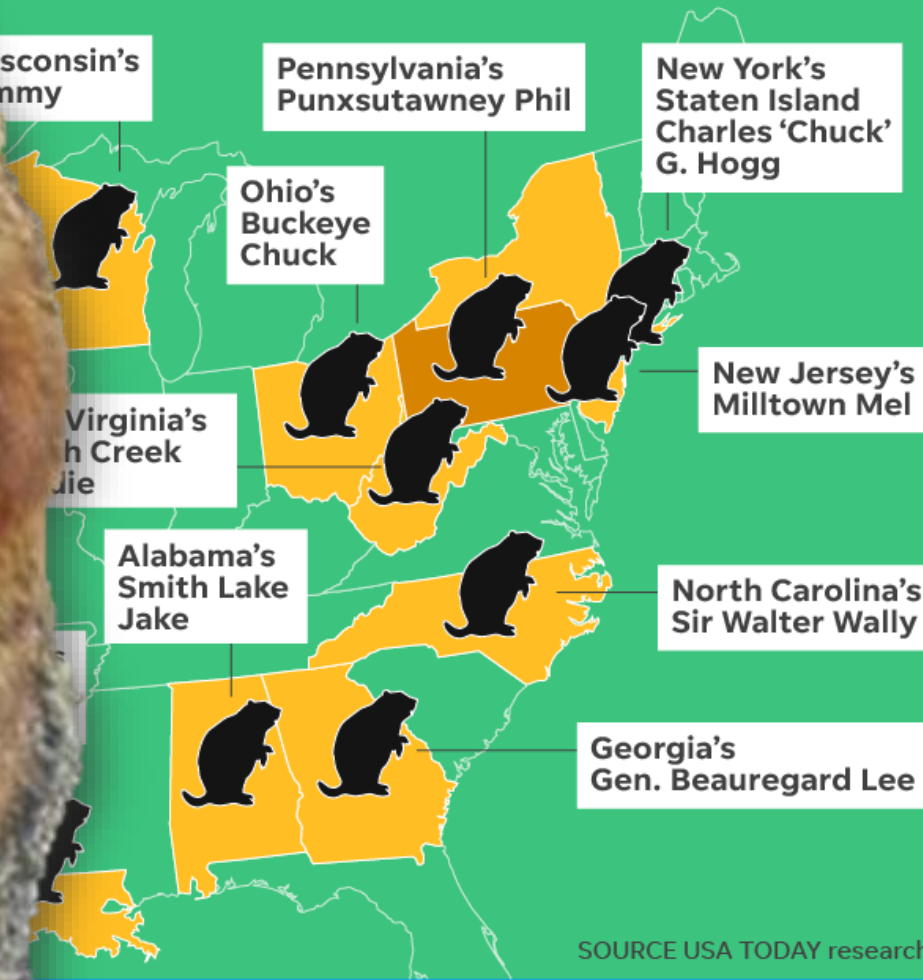 sconsin's
mmy
Pennsylvania's
Punxsutawney Phil
New York's
Staten Island
Charles 'Chuck'
G. Hogg
Ohio's
Buckeye
Chuck
New Jersey's
Milltown Mel
Virginia's
h Creek
die
Alabama's
Smith Lake
Jake
North Carolina's
Sir Walter Wally
s
Georgia's
Gen. Beauregard Lee
SOURCE USA TODAY research